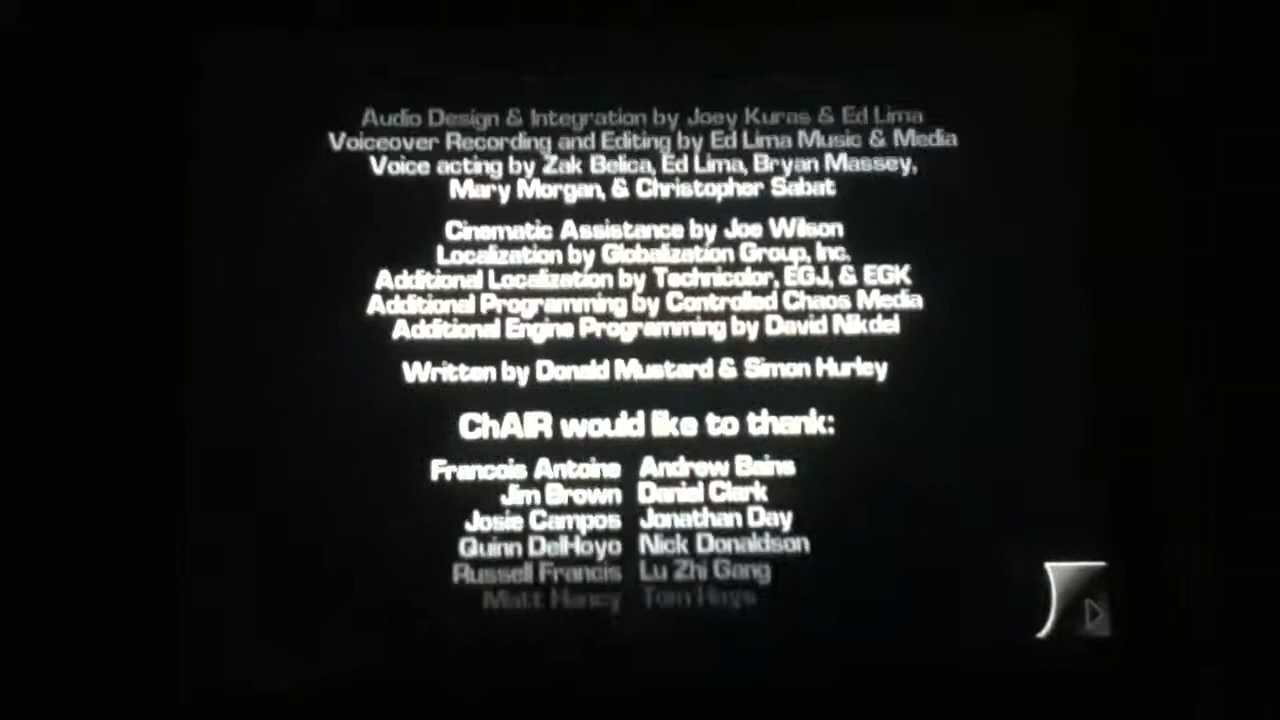 Audio Design & Integration by Joey Kuras & Ed Lima
Voiceover Recording and Editing by Ed Lima Music & Media
Voice acting by Zak Belica, Ed Lima, Bryan Massey,
Mary Morgan, & Christopher Sabat
Cinematic Assistance by Joe Wilson
Localization by Globalization Group, Inc.
Additional Localization by Technicolor, EGJ, & EGK
Additional Programming by Controlled Chaos Media
Additional Engine Programming by David Nikdel
Written by Donald Mustard & Simon Hurley
ChAIR would like to thank:
Francois Antoine Andrew Bains
Jim Brown Daniel Clark
Josie Campos Jonathan Day
Quinn DelHoyo Nick Donaldson
Russell Francis Lu Zhi Gang
Matt Tom Hays